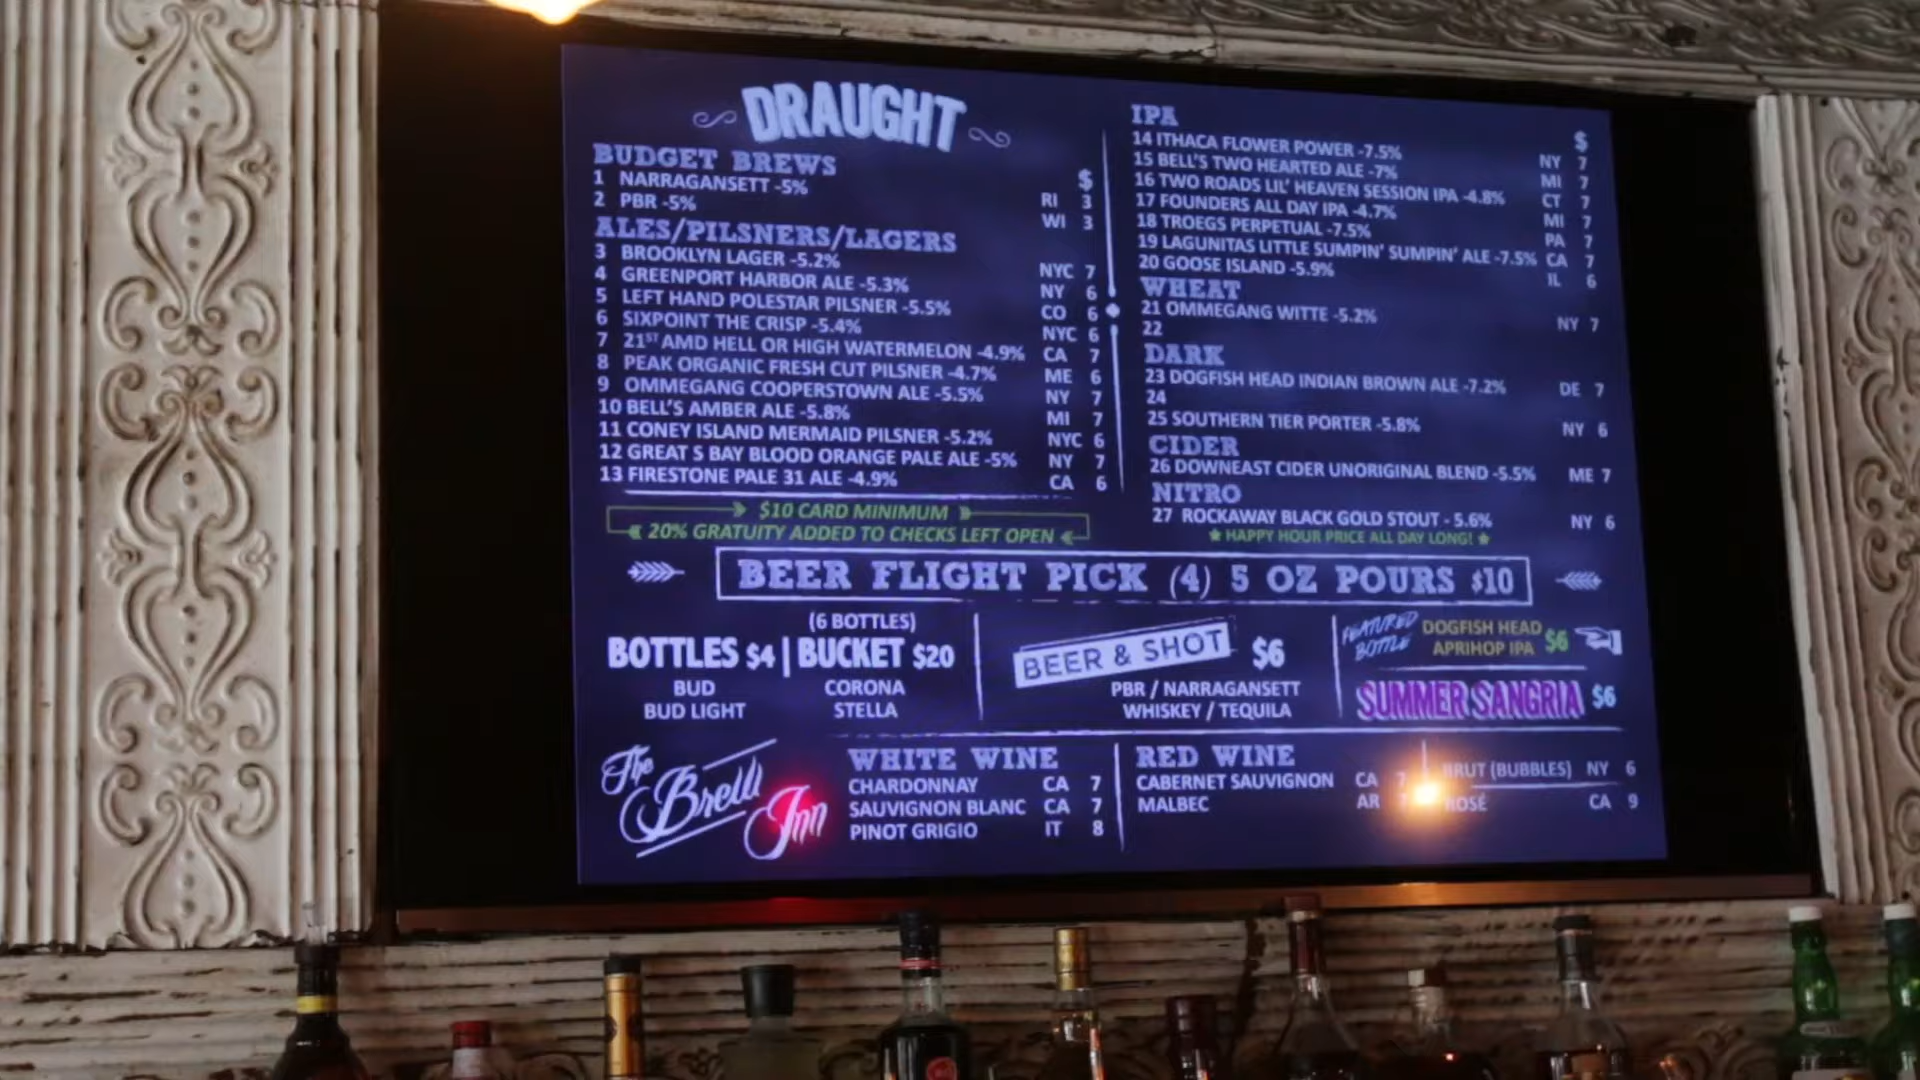 DRAUGHT
BUDGET BREWS $
1 NARRAGANSETT -5% RI 3
2 PBR -5% WI 3
ALES/PILSNERS/LAGERS
3 BROOKLYN LAGER -5.2% NYC 7
4 GREENPORT HARBOR ALE -5.3% NY 6
5 LEFT HAND POLESTAR PILSNER -5.5% CO 6
6 SIXPOINT THE CRISP -5.4% NYC 6
7 21ST AMD HELL OR HIGH WATERMELON -4.9% CA 7
8 PEAK ORGANIC FRESH CUT PILSNER -4.7% ME 6
9 OMMEGANG COOPERSTOWN ALE -5.5% NY 7
10 BELL'S AMBER ALE -5.8% MI 7
11 CONEY ISLAND MERMAID PILSNER -5.2% NYC 6
12 GREAT S BAY BLOOD ORANGE PALE ALE -5% NY 7
13 FIRESTONE PALE 31 ALE -4.9% CA 6
$10 CARD MINIMUM
20% GRATUITY ADDED TO CHECKS LEFT OPEN
IPA $
14 ITHACA FLOWER POWER -7.5% NY 7
15 BELL'S TWO HEARTED ALE -7% MI 7
16 TWO ROADS LIL' HEAVEN SESSION IPA -4.8% CT 7
17 FOUNDERS ALL DAY IPA -4.7% MI 7
18 TROEGS PERPETUAL -7.5% PA 7
19 LAGUNITAS LITTLE SUMPIN' SUMPIN' ALE -7.5% CA 7
20 GOOSE ISLAND -5.9% IL 6
WHEAT
21 OMMEGANG WITTE -5.2% NY 7
22
DARK
23 DOGFISH HEAD INDIAN BROWN ALE -7.2% DE 7
24
25 SOUTHERN TIER PORTER -5.8% NY 6
CIDER
26 DOWNEAST CIDER UNORIGINAL BLEND -5.5% ME 7
NITRO
27 ROCKAWAY BLACK GOLD STOUT - 5.6% NY 6
HAPPY HOUR PRICE ALL DAY LONG!
BEER FLIGHT PICK (4) 5 OZ POURS $10
(6 BOTTLES)
BOTTLES $4 | BUCKET $20
BUD CORONA
BUD LIGHT STELLA
BEER & SHOT $6
PBR / NARRAGANSETT
WHISKEY / TEQUILA
FEATURED BOTTLE
DOGFISH HEAD
APRIHOP IPA $6
SUMMER SANGRIA $6
The Brew Inn
WHITE WINE
CHARDONNAY CA 7
SAUVIGNON BLANC CA 7
PINOT GRIGIO IT 8
RED WINE
CABERNET SAUVIGNON CA 7
MALBEC AR
BRUT (BUBBLES) NY 6
ROSÉ CA 9